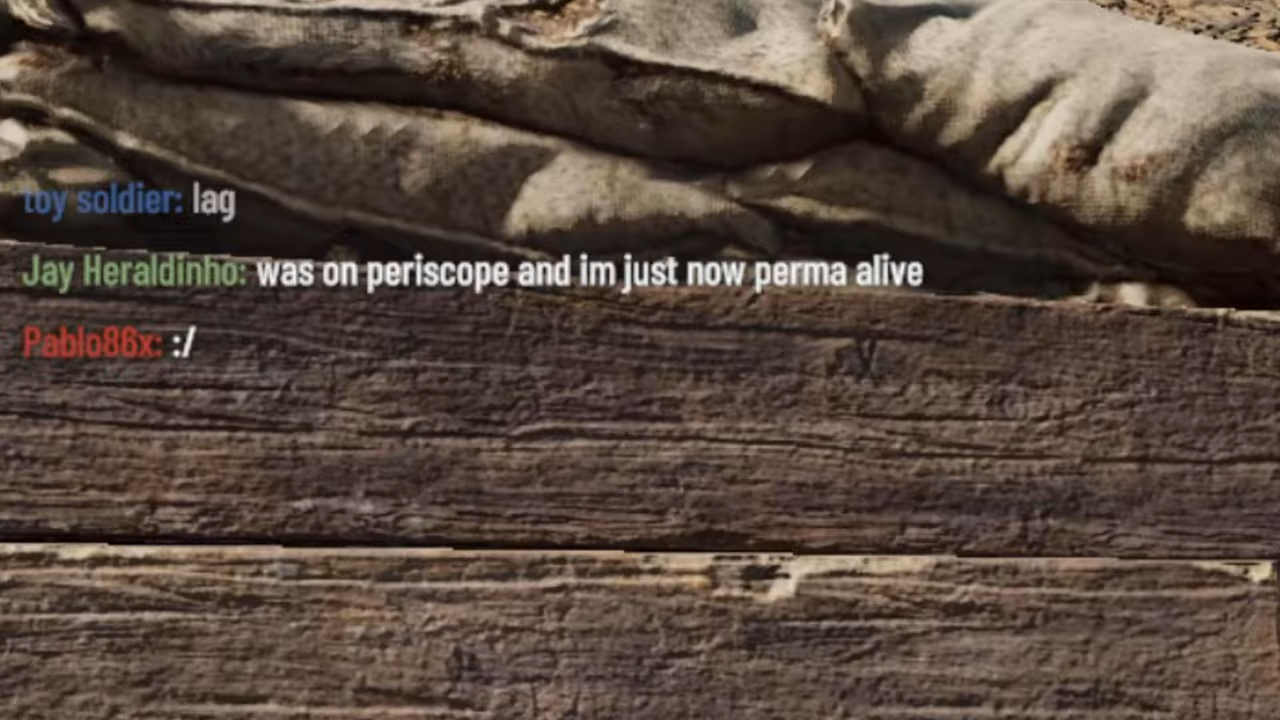 toy soldier: lag
Jay Heraldinho: was on periscope and im just now perma alive
Pablo86x: :/